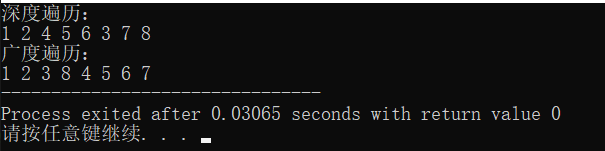 深度遍历：
1 2 4 5 6 3 7 8
广度遍历：
1 2 3 8 4 5 6 7
--------------------------------
Process exited after 0.03065 seconds with return value 0
请按任意键继续. . .